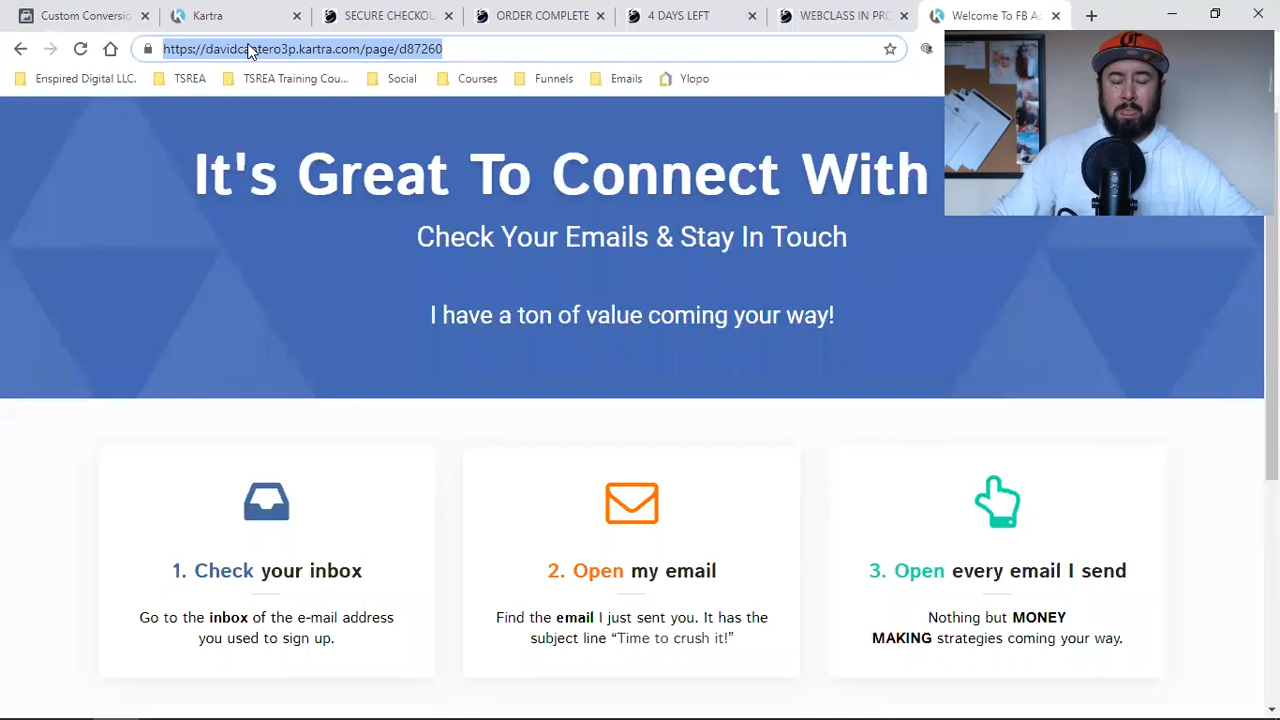 Custom Conversio
Kartra
SECURE CHECKOU
ORDER COMPLETE
4 DAYS LEFT
WEBCLASS IN PRO
Welcome To FB Ac
Enspired Digital LLC.
TSREA
TSREA Training Cou...
Social
Courses
Funnels
Emails
Ylopo
It's Great To Connect With
Check Your Emails & Stay In Touch
I have a ton of value coming your way!
1. Check your inbox
Go to the inbox of the e-mail address
you used to sign up.
2. Open my email
Find the email I just sent you. It has the
subject line “Time to crush it!”
3. Open every email I send
Nothing but MONEY
MAKING strategies coming your way.